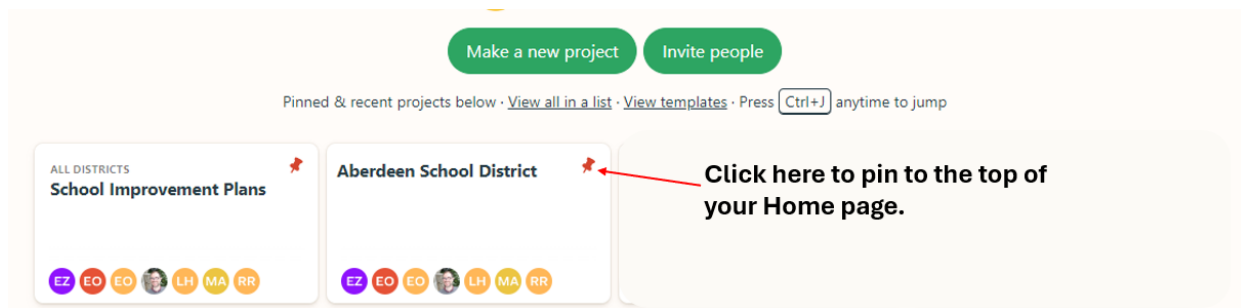 Make a new project Invite people
Pinned & recent projects below · View all in a list · View templates · Press Ctrl+J anytime to jump
ALL DISTRICTS
School Improvement Plans
EZ EO EO LH MA RR
Aberdeen School District
EZ EO EO LH MA RR
Click here to pin to the top of
your Home page.